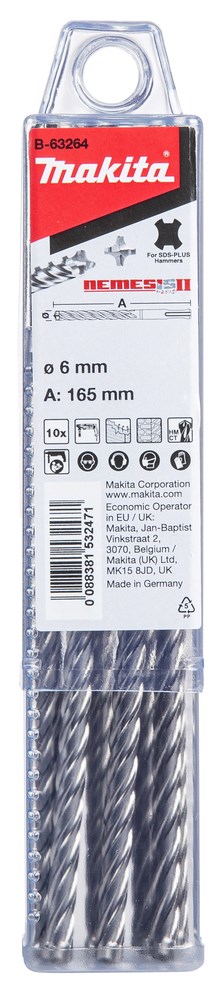 B-63264
Makita
For SDS-PLUS
Hammers
NEMESIS II
A
ø
ø 6 mm
A: 165 mm
10x
HM
CT
Makita Corporation
www.makita.com
Economic Operator
in EU / UK:
Makita, Jan-Baptist
Vinkstraat 2,
3070, Belgium /
Makita (UK) Ltd,
MK15 8JD, UK
Made in Germany
0 088381 532471
5
PP